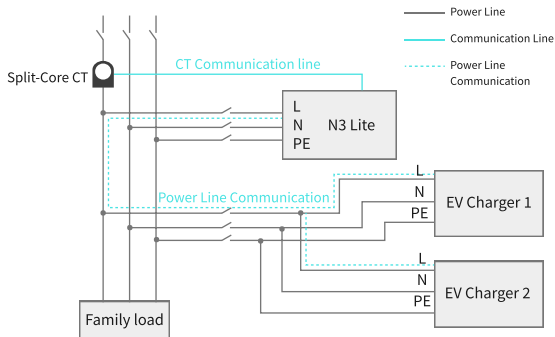 Power Line
Communication Line
Power Line
Communication
CT Communication line
Split-Core CT
L
N
PE
N3 Lite
Power Line Communication
L
N
PE
EV Charger 1
L
N
PE
EV Charger 2
Family load